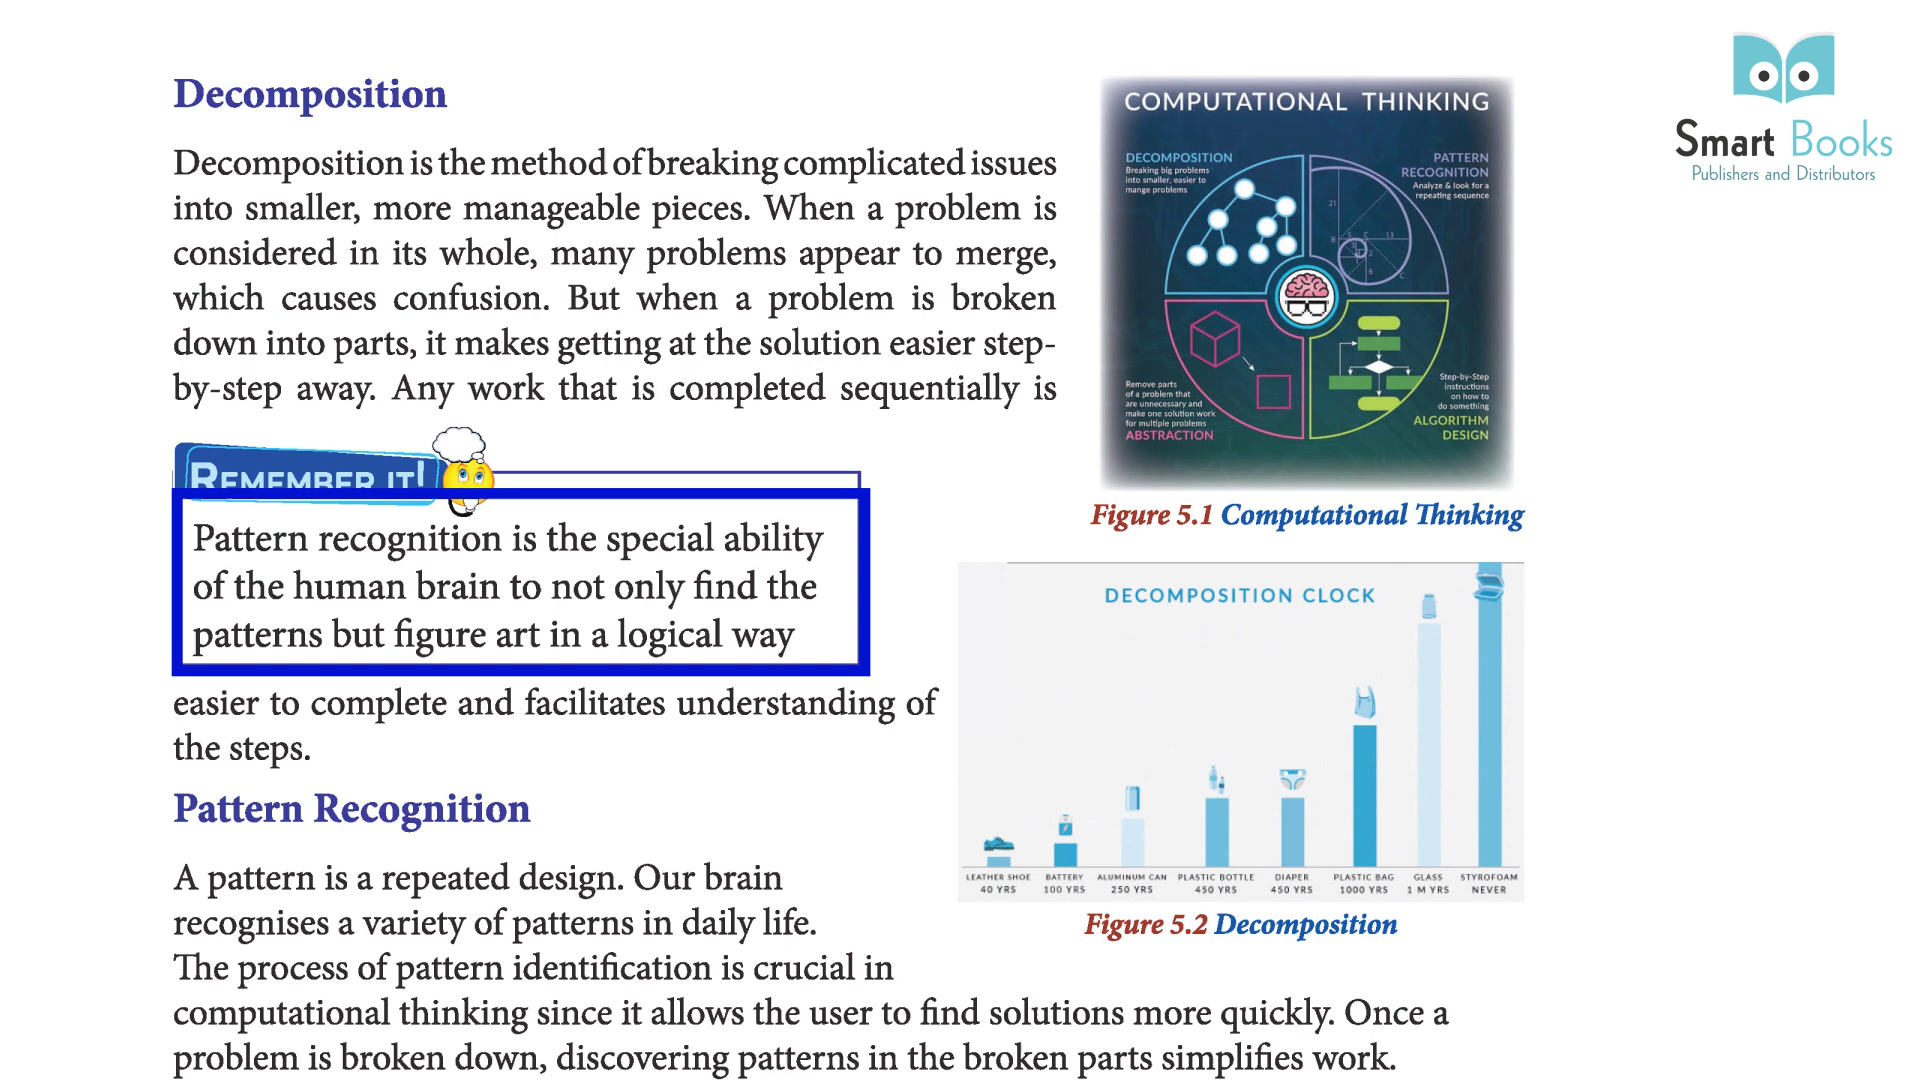 Smart Books
Publishers and Distributors
Decomposition
Decomposition is the method of breaking complicated issues
into smaller, more manageable pieces. When a problem is
considered in its whole, many problems appear to merge,
which causes confusion. But when a problem is broken
down into parts, it makes getting at the solution easier step-
by-step away. Any work that is completed sequentially is
REMEMBER IT!
Pattern recognition is the special ability
of the human brain to not only find the
patterns but figure art in a logical way
easier to complete and facilitates understanding of
the steps.
Pattern Recognition
A pattern is a repeated design. Our brain
recognises a variety of patterns in daily life.
The process of pattern identification is crucial in
computational thinking since it allows the user to find solutions more quickly. Once a
problem is broken down, discovering patterns in the broken parts simplifies work.
COMPUTATIONAL THINKING
DECOMPOSITION
Breaking big problems
into smaller, easier to
mange problems
PATTERN
RECOGNITION
Analyze & look for a
repeating sequence
21
13
Remove parts
of a problem that
are unnecessary and
make one solution work
for multiple problems
ABSTRACTION
Step-by-Step
instructions
on how to
do something
ALGORITHM
DESIGN
Figure 5.1 Computational Thinking
DECOMPOSITION CLOCK
LEATHER SHOE BATTERY ALUMINUM CAN PLASTIC BOTTLE DIAPER PLASTIC BAG GLASS STYROFOAM
40 YRS 100 YRS 250 YRS 450 YRS 450 YRS 1000 YRS 1 M YRS NEVER
Figure 5.2 Decomposition